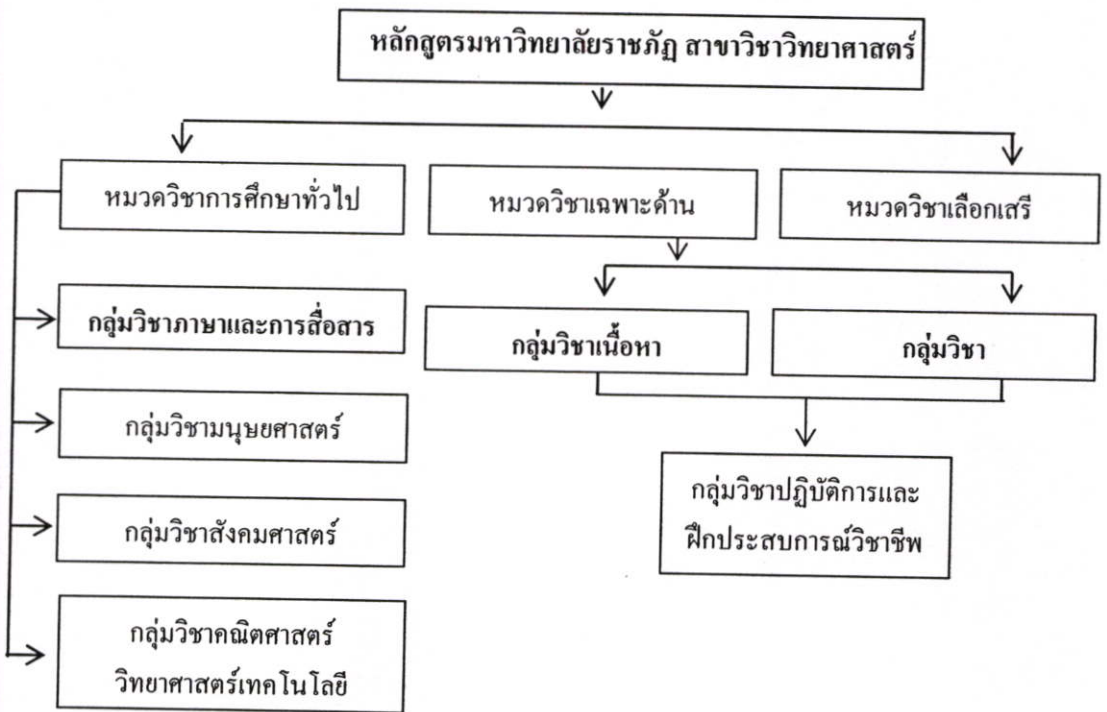 หลักสูตรมหาวิทยาลัยราชภัฏ สาขาวิชาวิทยาศาสตร์
หมวดวิชาการศึกษาทั่วไป
หมวดวิชาเฉพาะด้าน
หมวดวิชาเลือกเสรี
กลุ่มวิชาภาษาและการสื่อสาร
กลุ่มวิชาเนื้อหา
กลุ่มวิชา
กลุ่มวิชามนุษยศาสตร์
กลุ่มวิชาปฏิบัติการและ
ฝึกประสบการณ์วิชาชีพ
กลุ่มวิชาสังคมศาสตร์
กลุ่มวิชาคณิตศาสตร์
วิทยาศาสตร์เทคโนโลยี